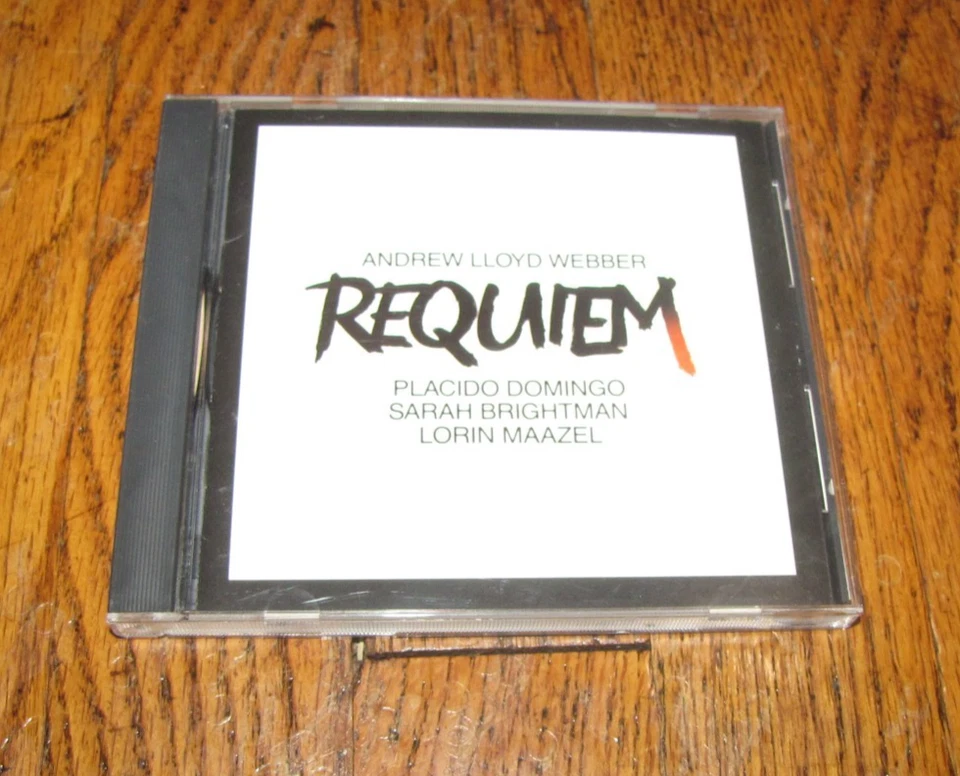 ANDREW LLOYD WEBBER
REQUIEM
PLACIDO DOMINGO
SARAH BRIGHTMAN
LORIN MAAZEL